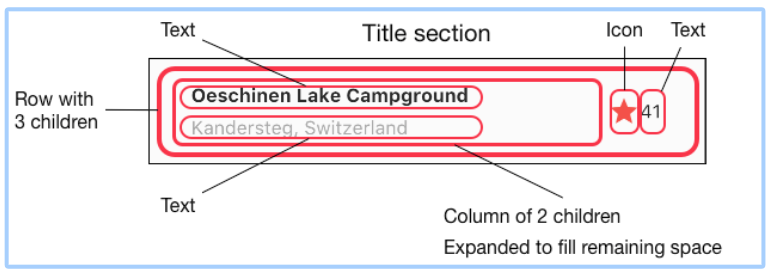 Text
Title section
Icon
Text
Row with
3 children
Oeschinen Lake Campground
41
Kandersteg, Switzerland
Text
Column of 2 children
Expanded to fill remaining space